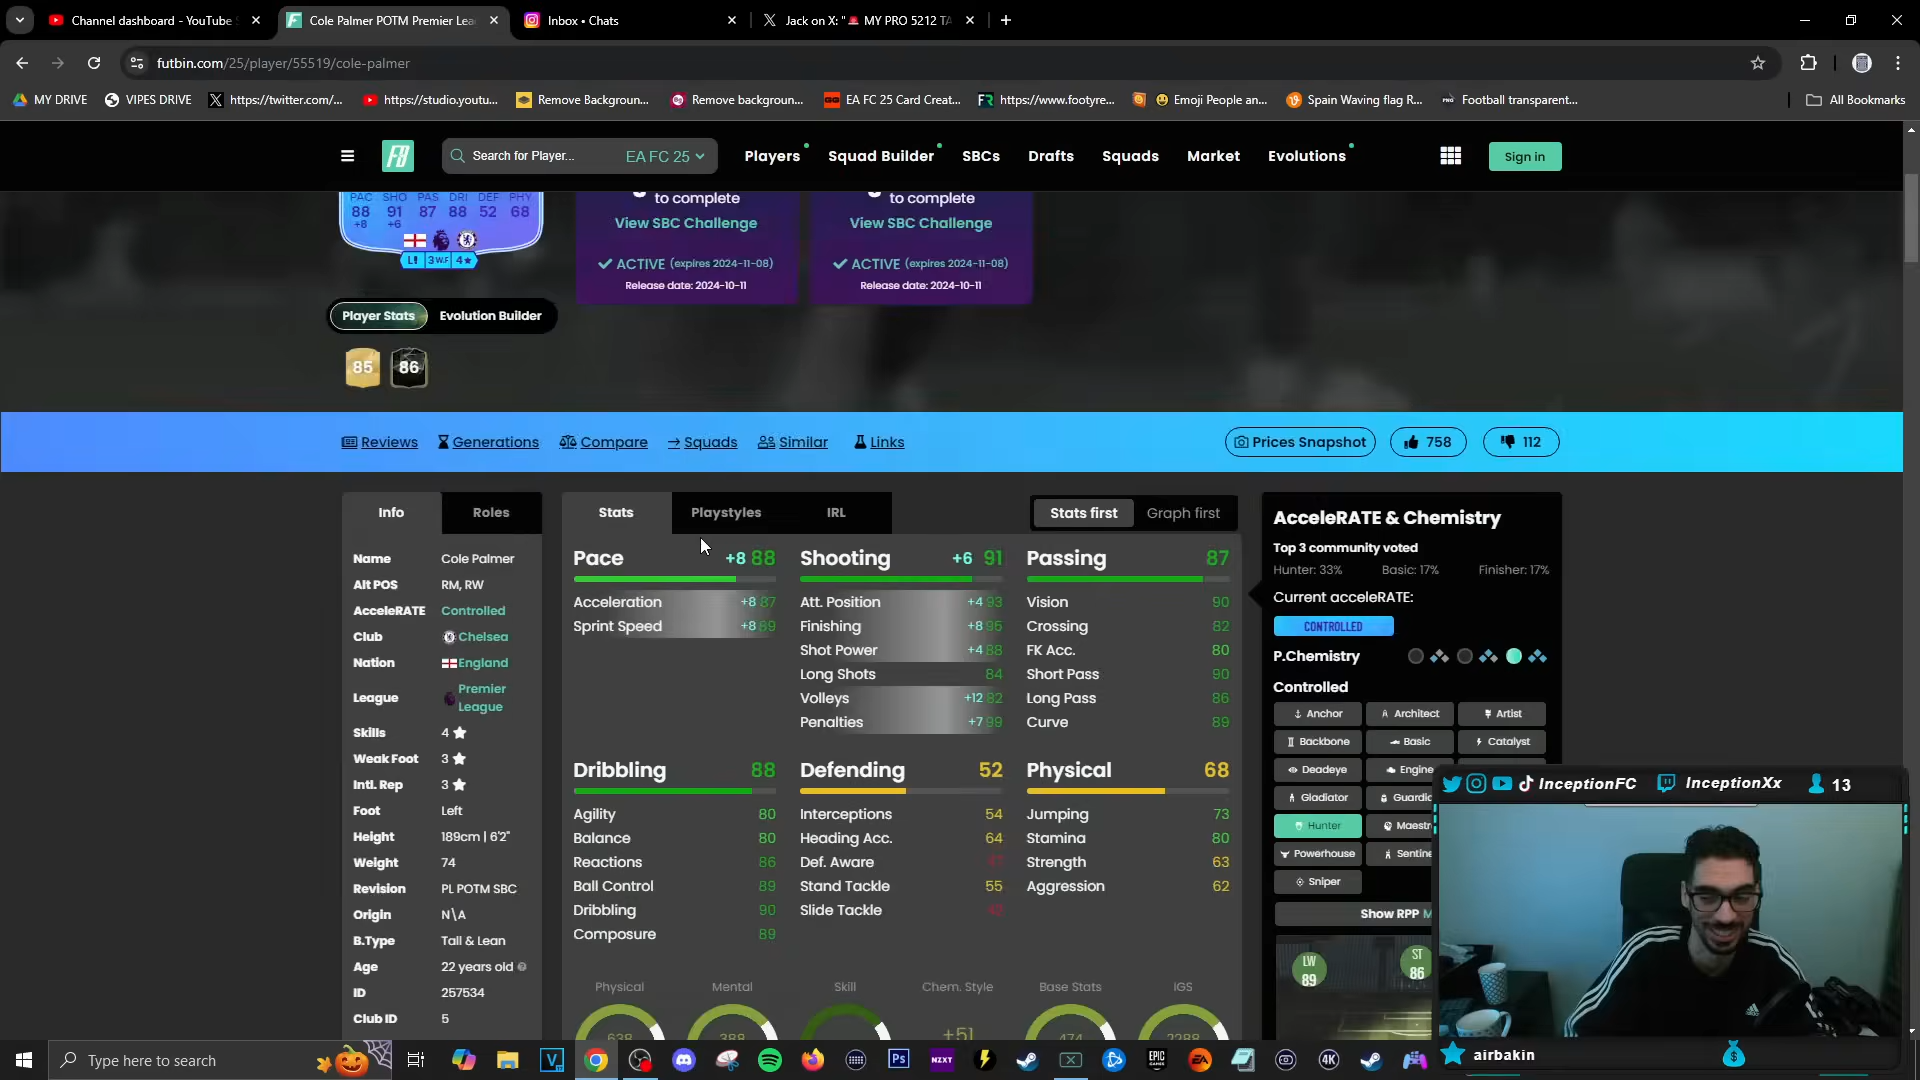 Channel dashboard - YouTube
Cole Palmer POTM Premier Lea
Inbox • Chats
Jack on X: "🚨 MY PRO 5212 TA
futbin.com/25/player/55519/cole-palmer
MY DRIVE
VIPES DRIVE
https://twitter.com/...
https://studio.youtu...
Remove Backgroun...
Remove backgroun...
EA FC 25 Card Creat...
https://www.footyre...
😃 Emoji People an...
Spain Waving flag R...
Football transparent...
All Bookmarks
Search for Player...
EA FC 25
Players
Squad Builder
SBCs
Drafts
Squads
Market
Evolutions
Sign in
PAC SHO PAS DRI DEF PHY
88 91 87 88 52 68
+8 +6
3 W.F 4★
to complete
View SBC Challenge
ACTIVE (expires 2024-11-08)
Release date: 2024-10-11
to complete
View SBC Challenge
ACTIVE (expires 2024-11-08)
Release date: 2024-10-11
Player Stats
Evolution Builder
85
86
Reviews
Generations
Compare
Squads
Similar
Links
Prices Snapshot
758
112
Info
Roles
Name Cole Palmer
Alt POS RM, RW
AcceleRATE Controlled
Club Chelsea
Nation England
League Premier
League
Skills 4 ★
Weak Foot 3 ★
Intl. Rep 3 ★
Foot Left
Height 189cm | 6'2"
Weight 74
Revision PL POTM SBC
Origin N\A
B.Type Tall & Lean
Age 22 years old
ID 257534
Club ID 5
Stats
Playstyles
IRL
Stats first
Graph first
Pace +8 88
Acceleration +8 87
Sprint Speed +8 89
Shooting +6 91
Att. Position +4 93
Finishing +8 95
Shot Power +4 88
Long Shots 84
Volleys +12 82
Penalties +7 99
Passing 87
Vision 90
Crossing 82
FK Acc. 80
Short Pass 90
Long Pass 86
Curve 89
Dribbling 88
Agility 80
Balance 80
Reactions 86
Ball Control 89
Dribbling 90
Composure 89
Defending 52
Interceptions 54
Heading Acc. 64
Def. Aware
Stand Tackle 55
Slide Tackle
Physical 68
Jumping 73
Stamina 80
Strength 63
Aggression 62
Physical
Mental
Skill
Chem. Style
Base Stats
IGS
638
388
+51
474
2288
AcceleRATE & Chemistry
Top 3 community voted
Hunter: 33% Basic: 17% Finisher: 17%
Current acceleRATE:
CONTROLLED
P.Chemistry
Controlled
Anchor
Architect
Artist
Backbone
Basic
Catalyst
Deadeye
Engine
Gladiator
Guardia
Hunter
Maestr
Powerhouse
Sentine
Sniper
Show RPP M
LW
89
ST
86
InceptionFC
InceptionXx
13
airbakin
Type here to search